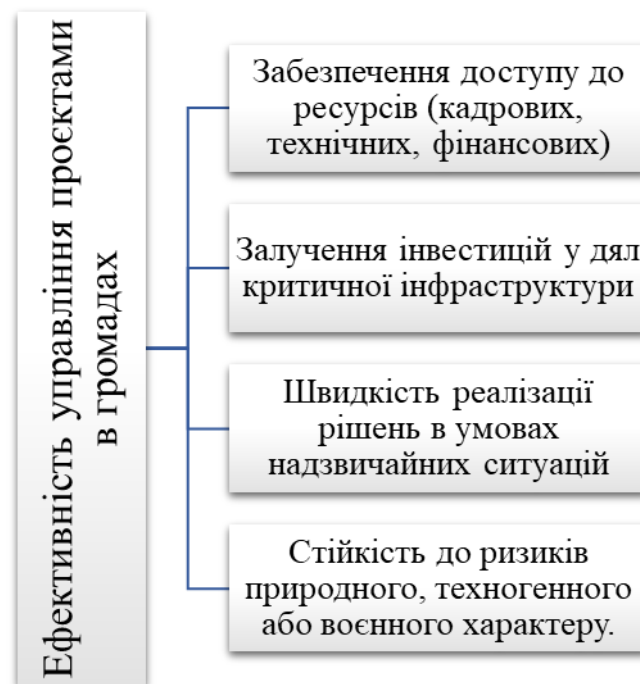 Ефективність управління проєктами
в громадах
Забезпечення доступу до
ресурсів (кадрових,
технічних, фінансових)
Залучення інвестицій у дял
критичної інфраструктури
Швидкість реалізації
рішень в умовах
надзвичайних ситуацій
Стійкість до ризиків
природного, техногенного
або воєнного характеру.